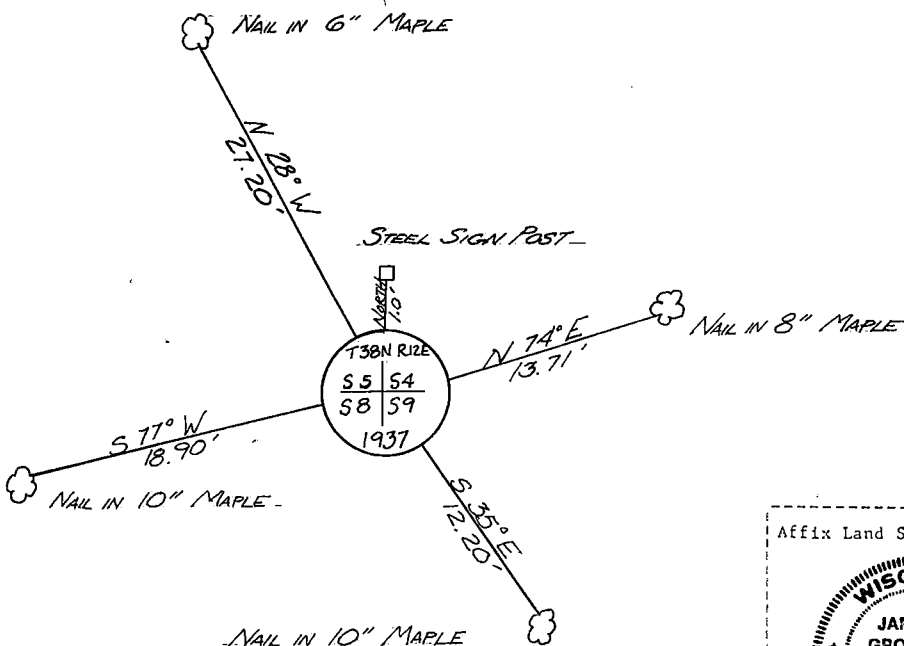 NAIL IN 6" MAPLE
N 28° W
27.20'
STEEL SIGN POST
NORTH
1.0'
T38N R12E
S5 S4
S8 S9
1937
N 74° E
13.71'
NAIL IN 8" MAPLE
S 77° W
18.90'
NAIL IN 10" MAPLE
S 35° E
12.20'
NAIL IN 10" MAPLE
Affix Land S
WISC
JAM
GRO